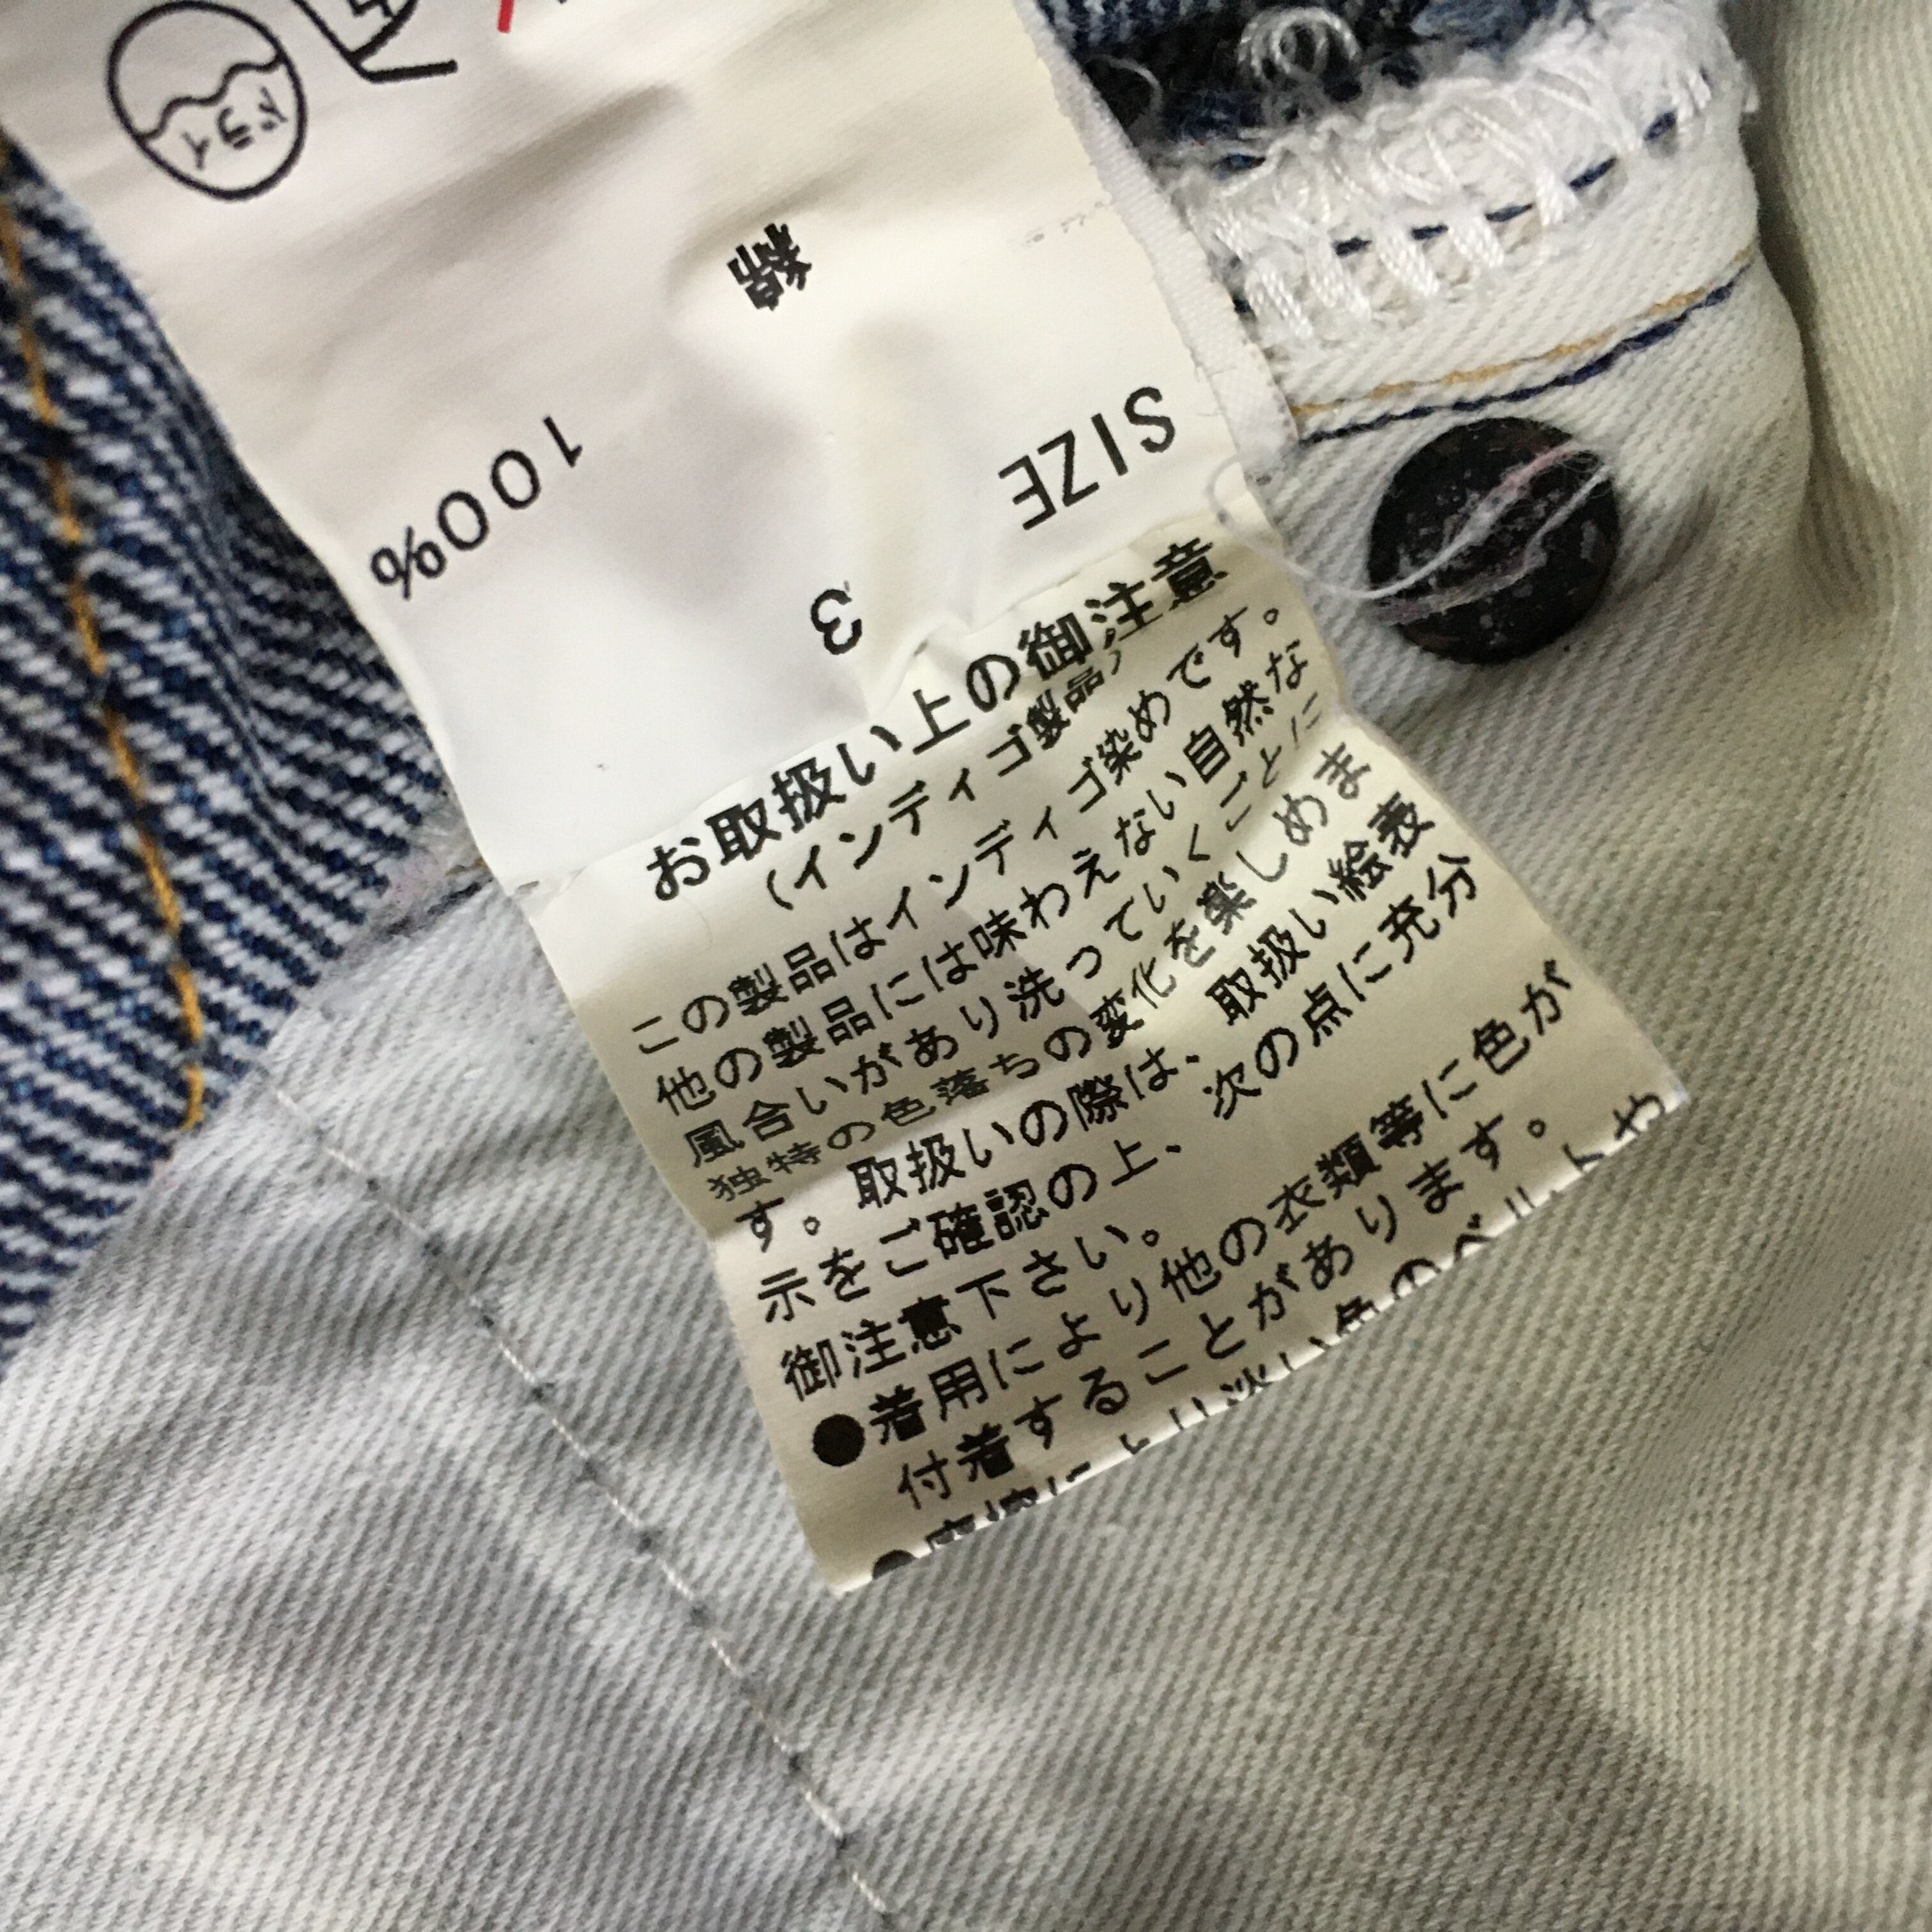 SIZE
3
綿
100%
お取扱い上の御注意
(インディゴ製品)
この製品はインディゴ染めです。
他の製品には味わえない自然な
風合いがあり洗っていくごとに
独特の色落ちの変化を楽しめま
す。取扱いの際は、取扱い絵表
示をご確認の上、次の点に充分
御注意下さい。
●着用により他の衣類等に色が
付着することがあります。